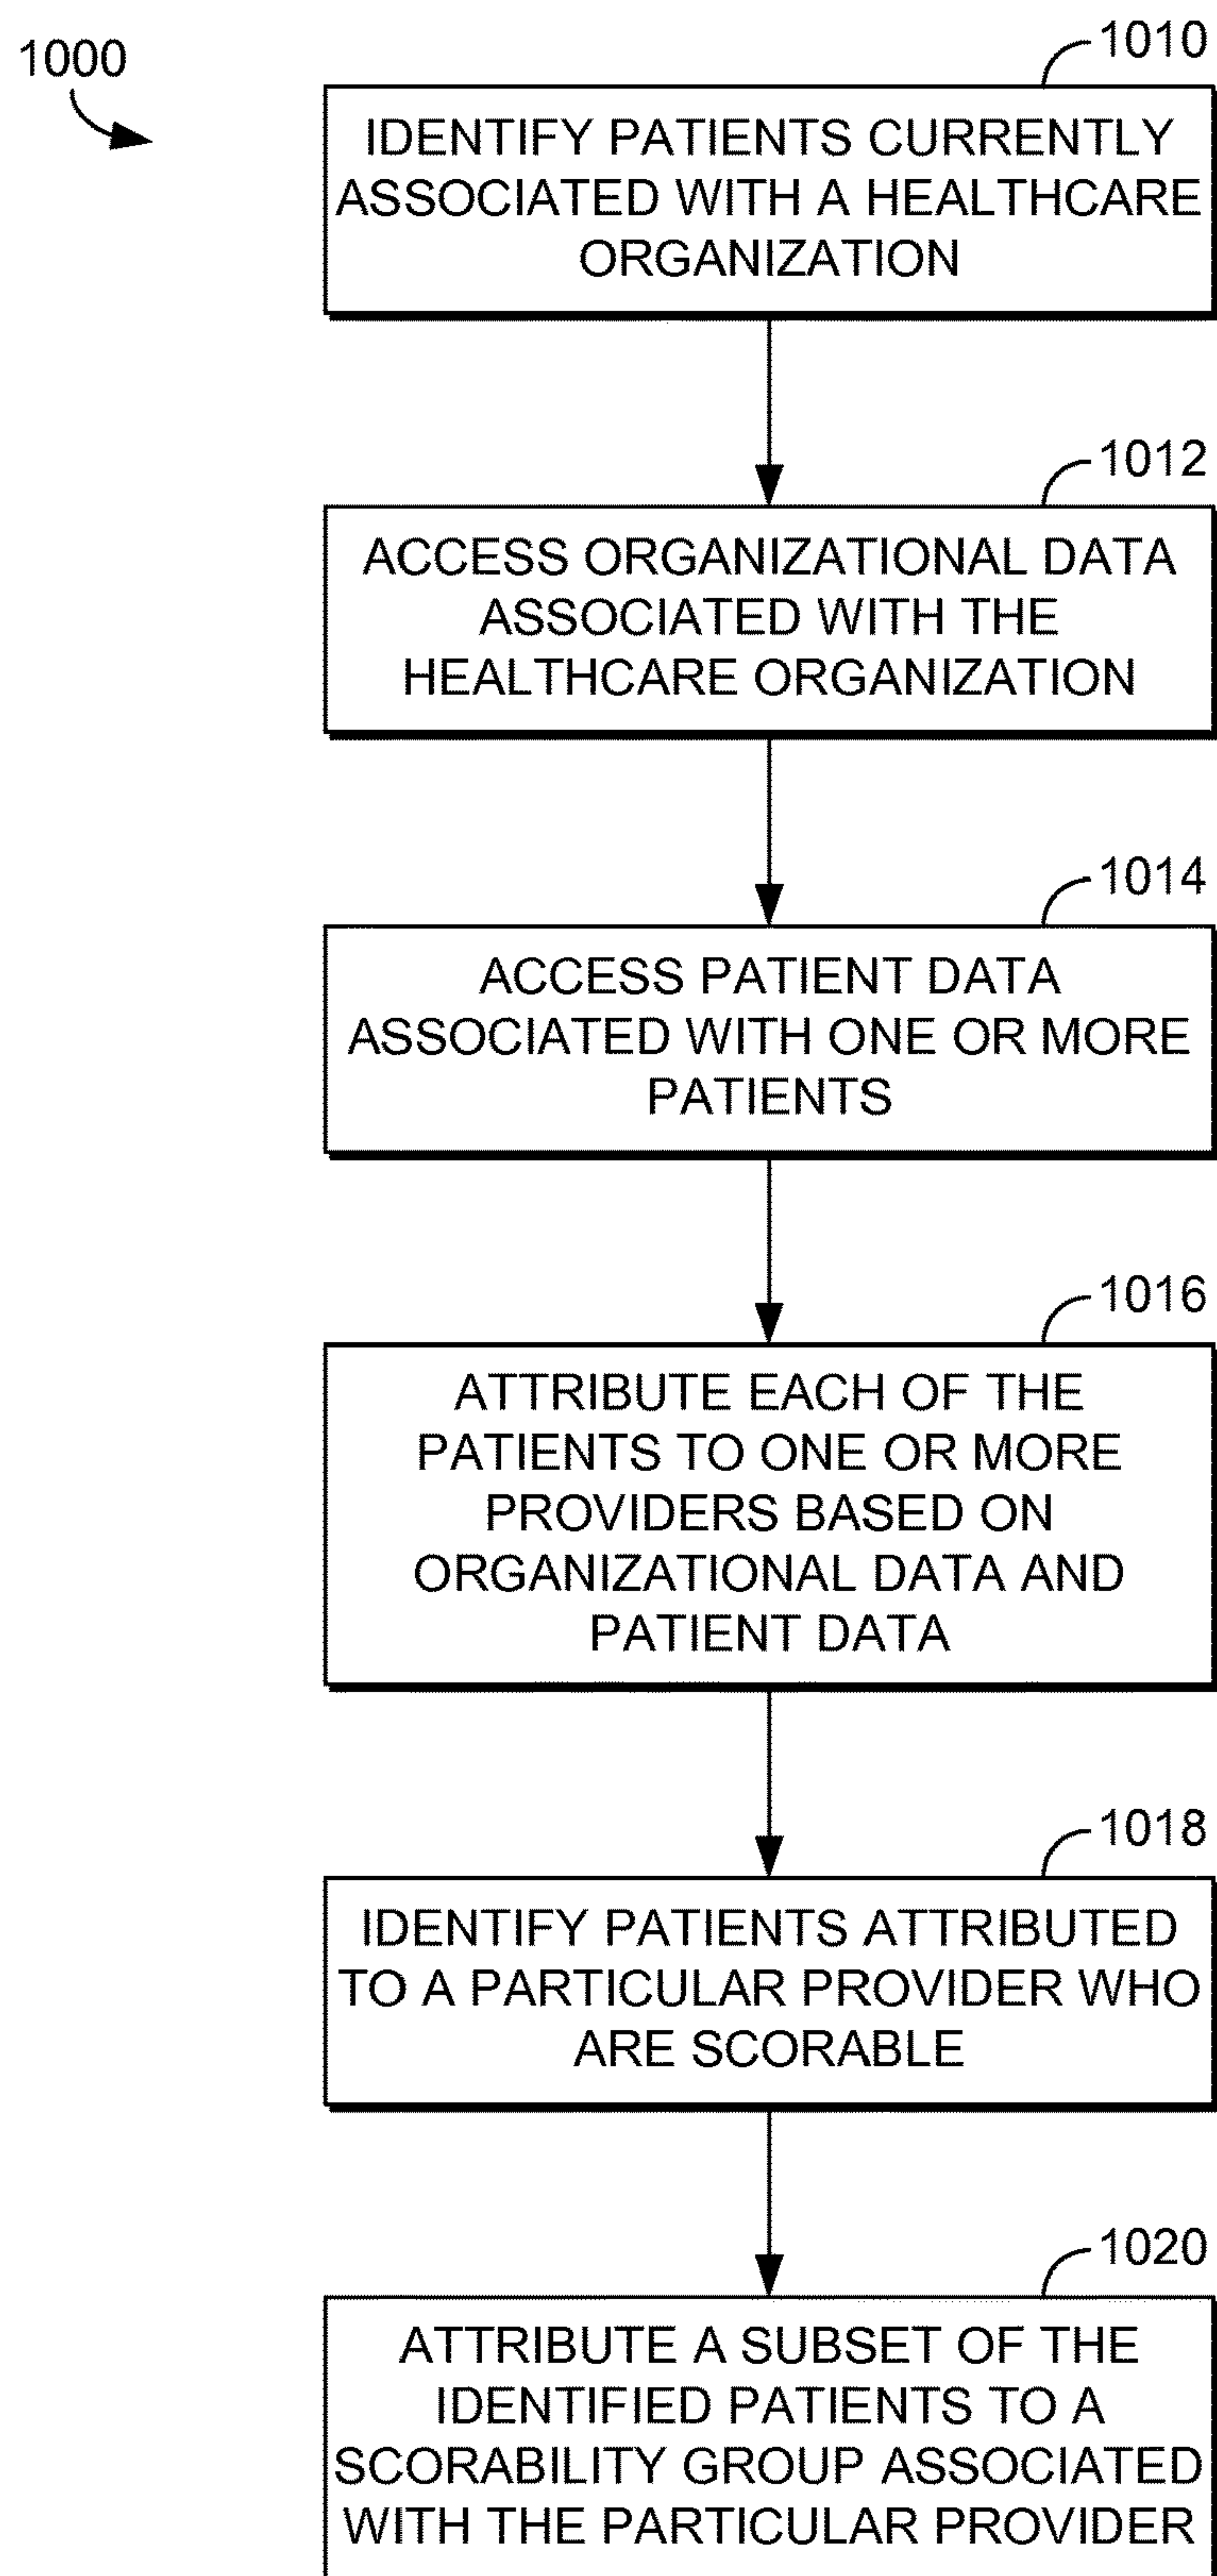 1000
1010
IDENTIFY PATIENTS CURRENTLY
ASSOCIATED WITH A HEALTHCARE
ORGANIZATION
1012
ACCESS ORGANIZATIONAL DATA
ASSOCIATED WITH THE
HEALTHCARE ORGANIZATION
1014
ACCESS PATIENT DATA
ASSOCIATED WITH ONE OR MORE
PATIENTS
1016
ATTRIBUTE EACH OF THE
PATIENTS TO ONE OR MORE
PROVIDERS BASED ON
ORGANIZATIONAL DATA AND
PATIENT DATA
1018
IDENTIFY PATIENTS ATTRIBUTED
TO A PARTICULAR PROVIDER WHO
ARE SCORABLE
1020
ATTRIBUTE A SUBSET OF THE
IDENTIFIED PATIENTS TO A
SCORABILITY GROUP ASSOCIATED
WITH THE PARTICULAR PROVIDER